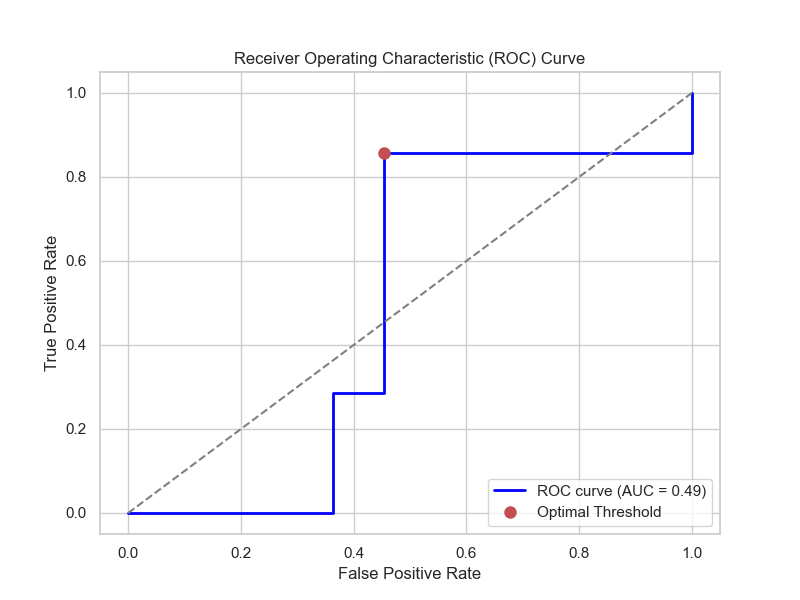 Receiver Operating Characteristic (ROC) Curve
True Positive Rate
1.0
0.8
0.6
0.4
0.2
0.0
ROC curve (AUC = 0.49)
Optimal Threshold
0.0 0.2 0.4 0.6 0.8 1.0
False Positive Rate